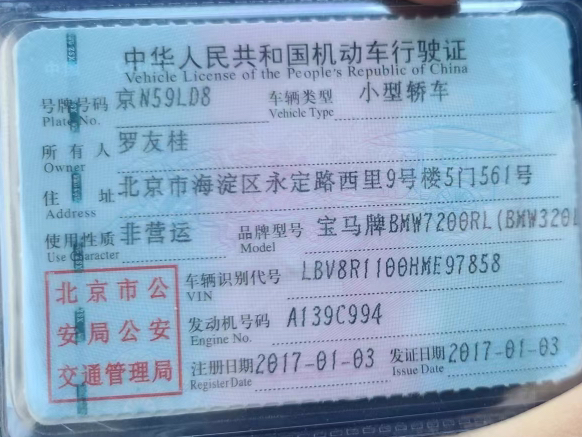 中华人民共和国机动车行驶证
Vehicle License of the People's Republic of China
号牌号码 京N59LD8 车辆类型 小型轿车
Plate No. Vehicle Type
所有人 罗友桂
Owner
住址 北京市海淀区永定路西里9号楼5门561号
Address
使用性质 非营运 品牌型号 宝马牌BMW7200RL(BMW320L
Use Character Model
北京市公
安局公安
交通管理局
车辆识别代号 LBV8R1100HME97858
VIN
发动机号码 A139C994
Engine No.
注册日期 2017-01-03 发证日期 2017-01-03
Register Date Issue Date